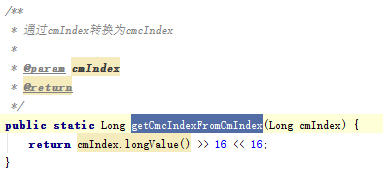 /**
 * 通过cmIndex转换为cmcIndex
 *
 * @param cmIndex
 * @return
 */
public static Long getCmcIndexFromCmIndex(Long cmIndex) {
    return cmIndex.longValue() >> 16 << 16;
}